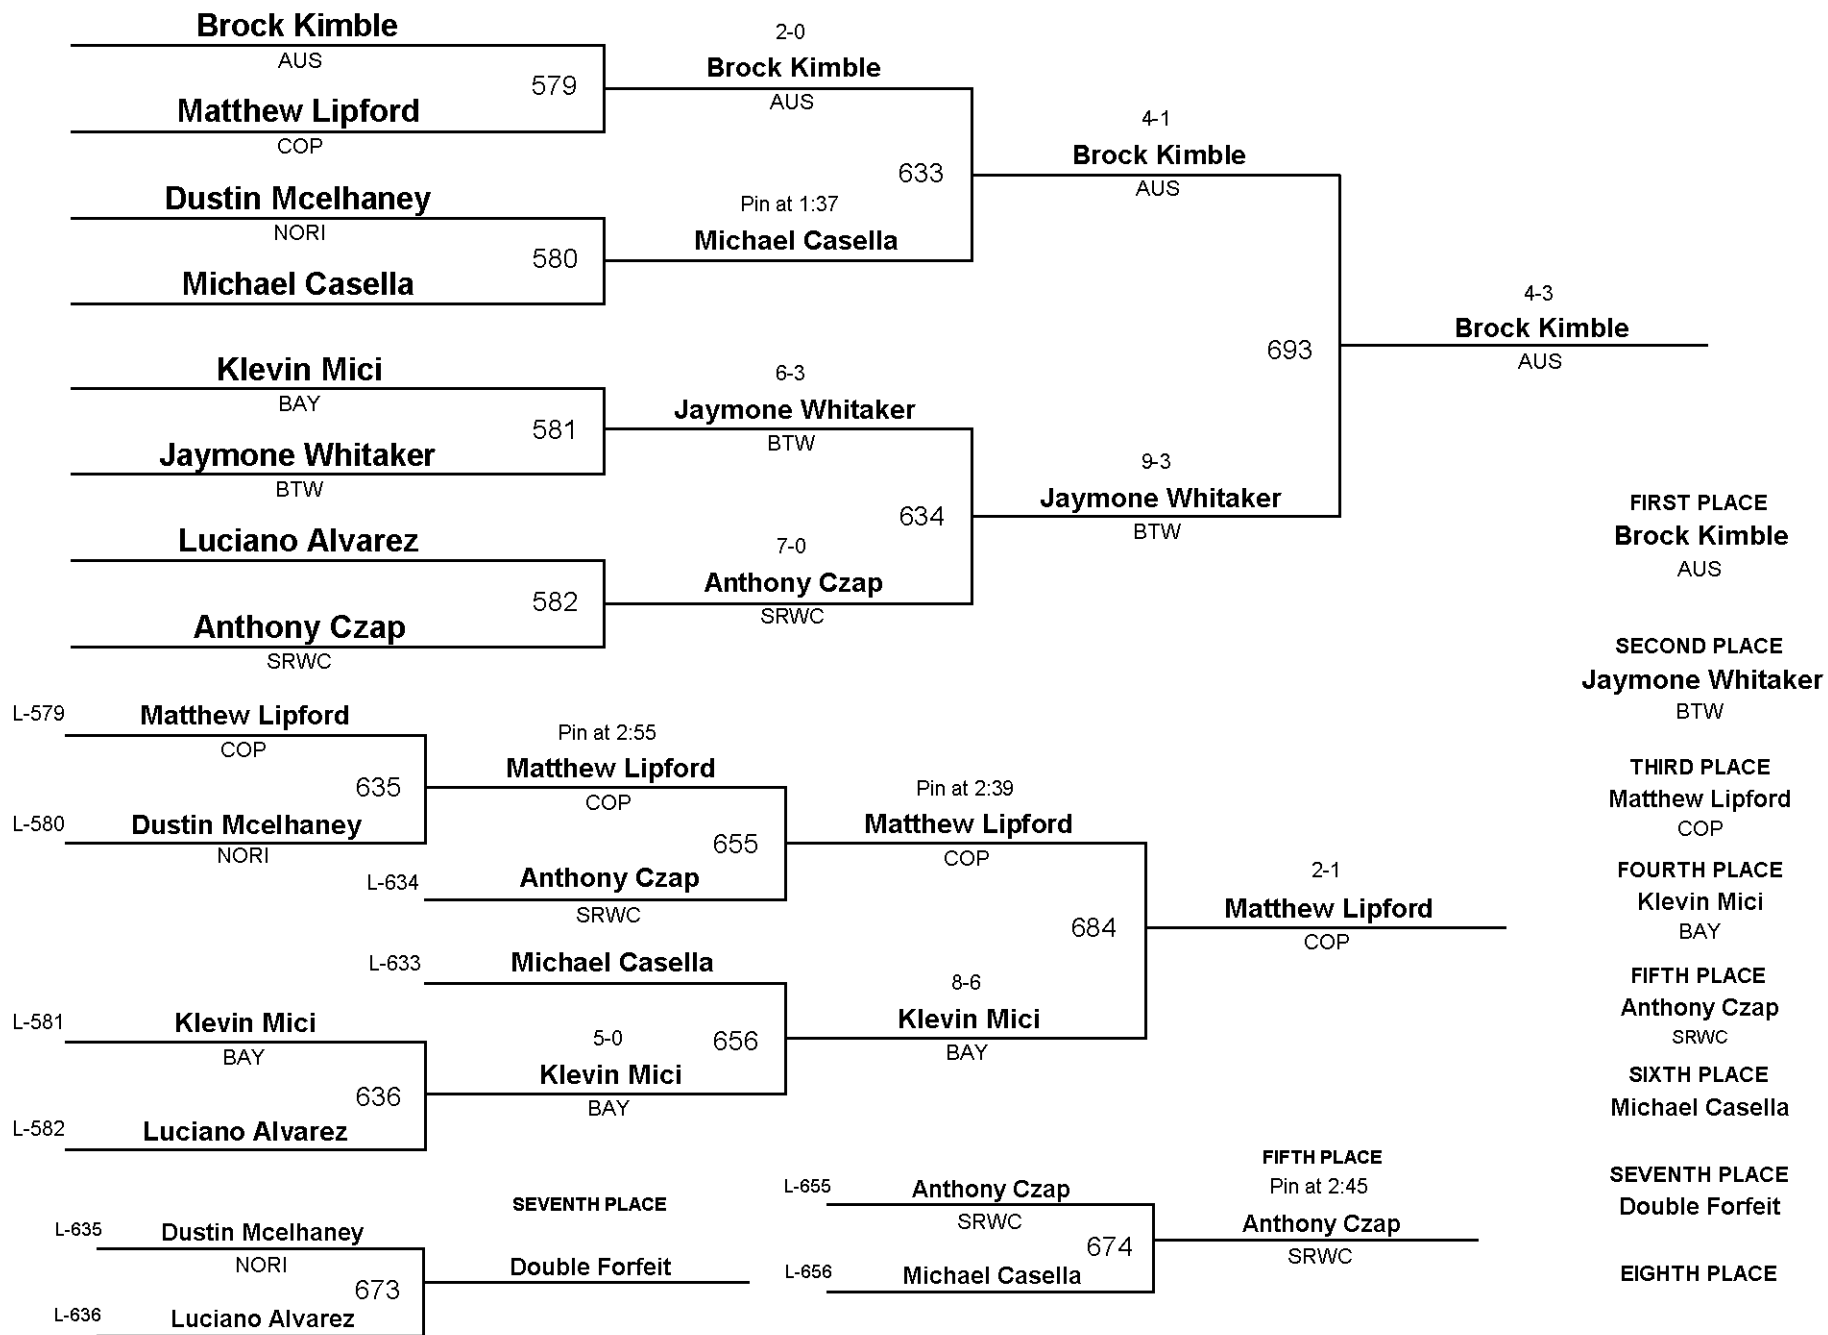 Brock Kimble
AUS
579
Matthew Lipford
COP
2-0
Brock Kimble
AUS
Dustin Mcelhaney
NORI
580
Michael Casella
Pin at 1:37
Michael Casella
633
4-1
Brock Kimble
AUS
Klevin Mici
BAY
581
Jaymone Whitaker
BTW
6-3
Jaymone Whitaker
BTW
Luciano Alvarez
582
Anthony Czap
SRWC
7-0
Anthony Czap
SRWC
634
9-3
Jaymone Whitaker
BTW
693
4-3
Brock Kimble
AUS
L-579
Matthew Lipford
COP
635
L-580
Dustin Mcelhaney
NORI
Pin at 2:55
Matthew Lipford
COP
655
L-634
Anthony Czap
SRWC
Pin at 2:39
Matthew Lipford
COP
L-633
Michael Casella
656
L-581
Klevin Mici
BAY
636
L-582
Luciano Alvarez
5-0
Klevin Mici
BAY
8-6
Klevin Mici
BAY
684
2-1
Matthew Lipford
COP
L-635
Dustin Mcelhaney
NORI
673
L-636
Luciano Alvarez
SEVENTH PLACE
Double Forfeit
L-655
Anthony Czap
SRWC
674
L-656
Michael Casella
FIFTH PLACE
Pin at 2:45
Anthony Czap
SRWC
FIRST PLACE
Brock Kimble
AUS
SECOND PLACE
Jaymone Whitaker
BTW
THIRD PLACE
Matthew Lipford
COP
FOURTH PLACE
Klevin Mici
BAY
FIFTH PLACE
Anthony Czap
SRWC
SIXTH PLACE
Michael Casella
SEVENTH PLACE
Double Forfeit
EIGHTH PLACE